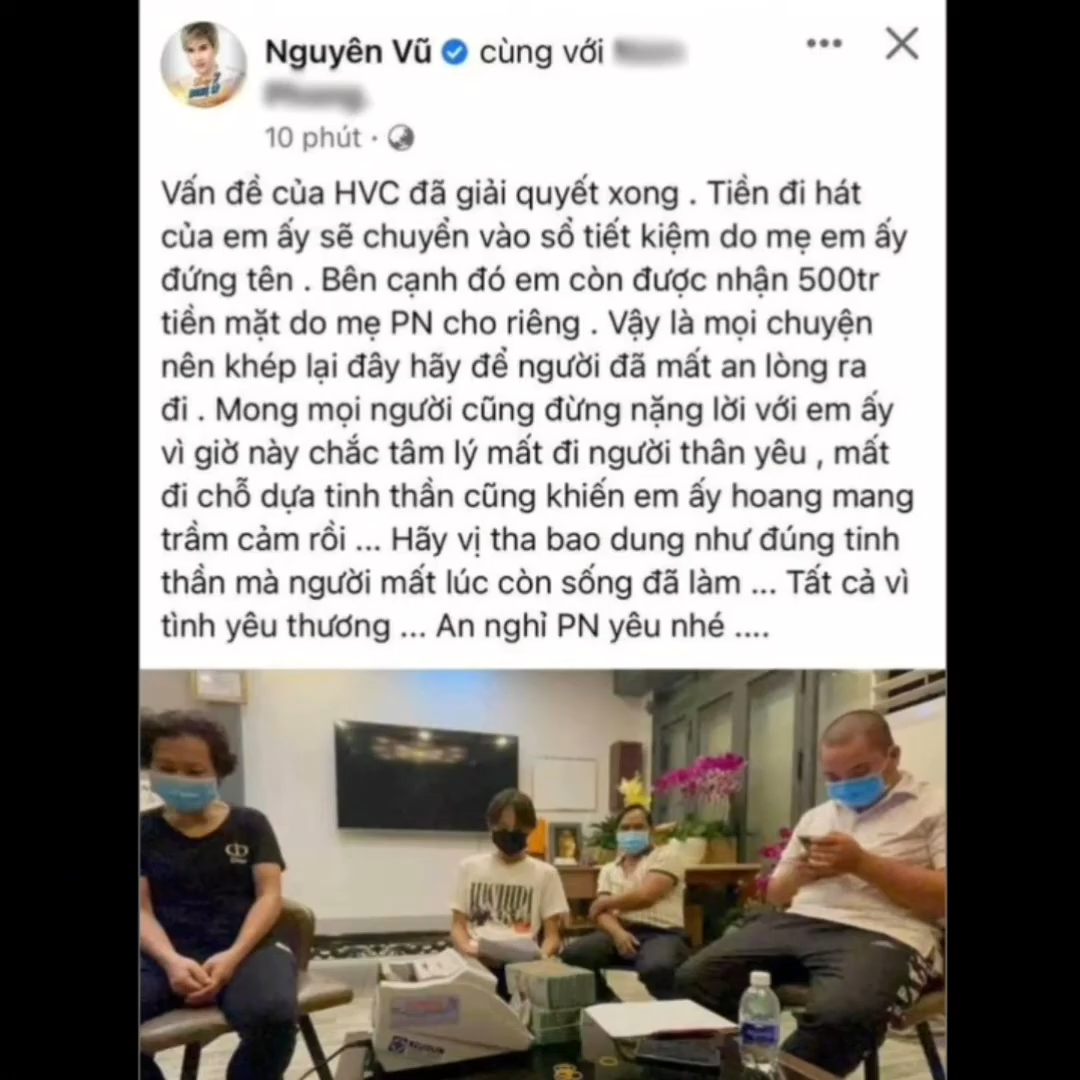 Nguyên Vũ cùng với
10 phút ·
Vấn đề của HVC đã giải quyết xong . Tiền đi hát
của em ấy sẽ chuyển vào sổ tiết kiệm do mẹ em ấy
đứng tên . Bên cạnh đó em còn được nhận 500tr
tiền mặt do mẹ PN cho riêng . Vậy là mọi chuyện
nên khép lại đây hãy để người đã mất an lòng ra
đi . Mong mọi người cũng đừng nặng lời với em ấy
vì giờ này chắc tâm lý mất đi người thân yêu , mất
đi chỗ dựa tinh thần cũng khiến em ấy hoang mang
trầm cảm rồi ... Hãy vị tha bao dung như đúng tinh
thần mà người mất lúc còn sống đã làm ... Tất cả vì
tình yêu thương ... An nghỉ PN yêu nhé ....